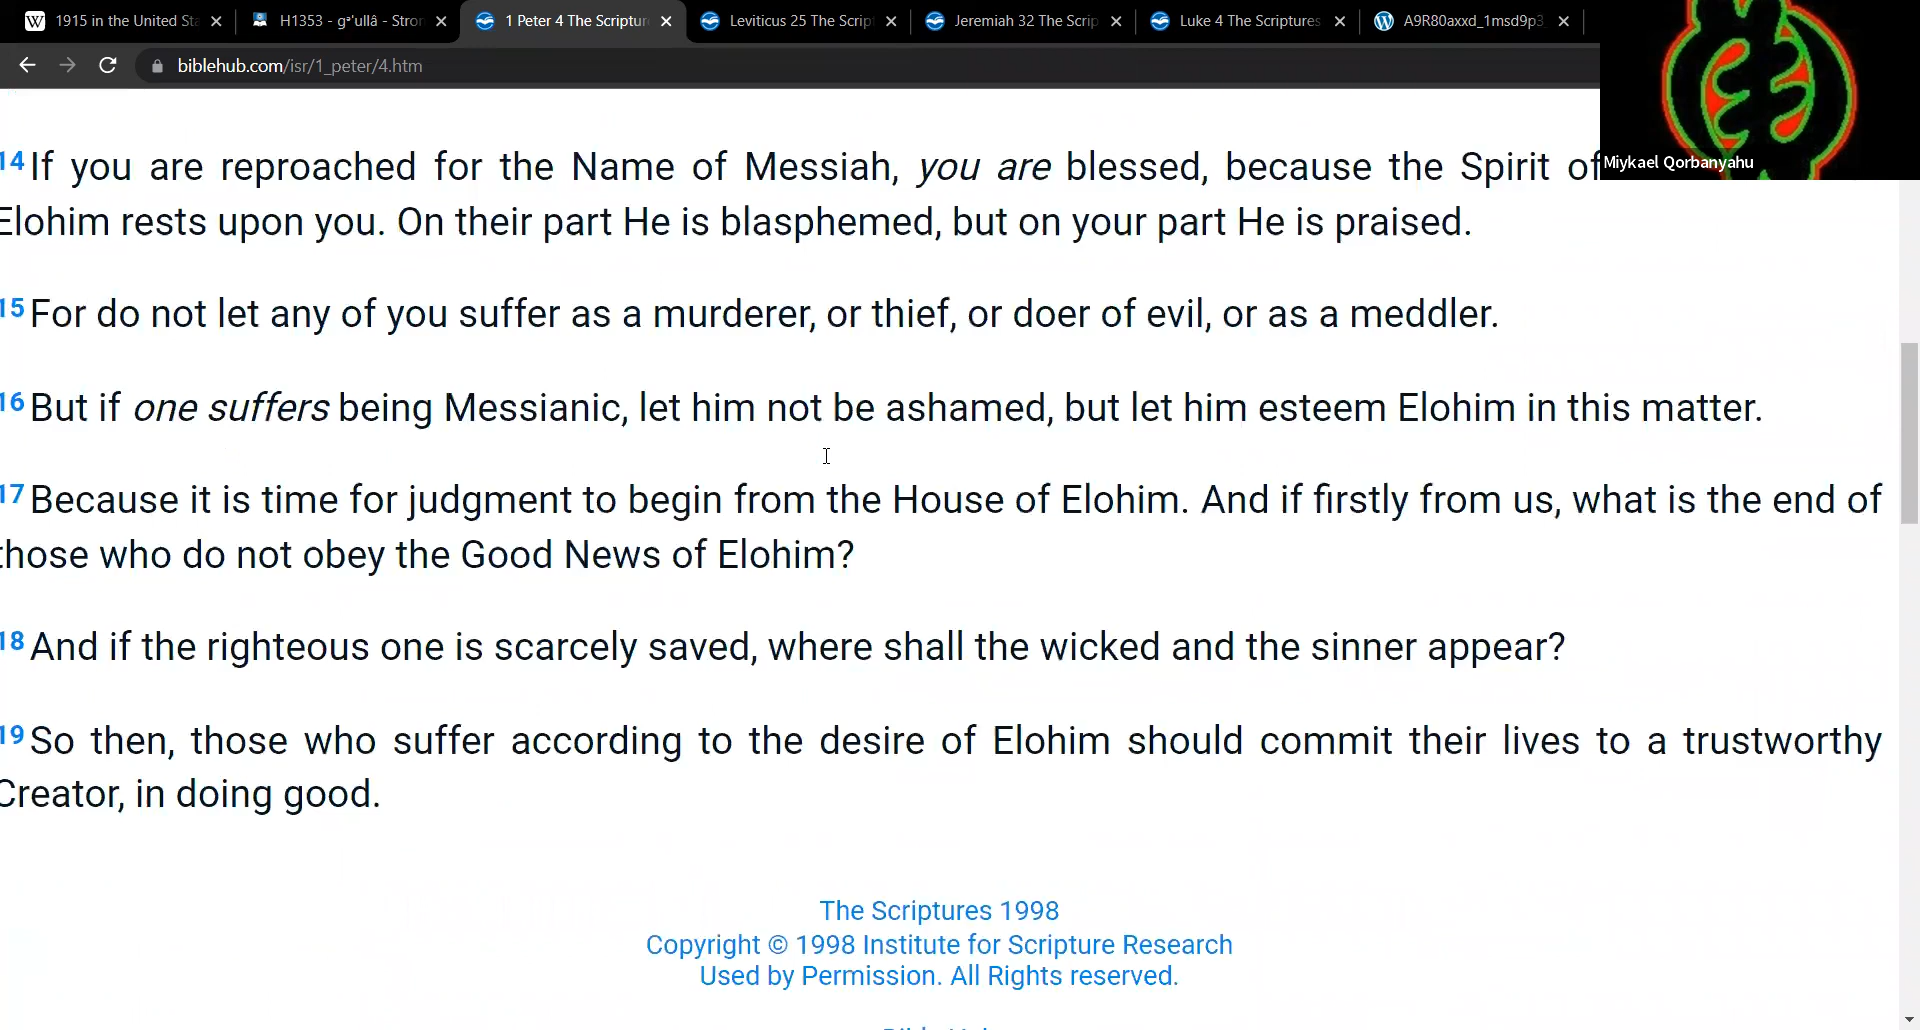 1915 in the United Sta
H1353 - gᵊ'ullâ - Stron
1 Peter 4 The Scripture
Leviticus 25 The Script
Jeremiah 32 The Scrip
Luke 4 The Scriptures
A9R80axxd_1msd9p3
biblehub.com/isr/1_peter/4.htm
Miykael Qorbanyahu
14 If you are reproached for the Name of Messiah, you are blessed, because the Spirit of
Elohim rests upon you. On their part He is blasphemed, but on your part He is praised.
15 For do not let any of you suffer as a murderer, or thief, or doer of evil, or as a meddler.
16 But if one suffers being Messianic, let him not be ashamed, but let him esteem Elohim in this matter.
17 Because it is time for judgment to begin from the House of Elohim. And if firstly from us, what is the end of
those who do not obey the Good News of Elohim?
18 And if the righteous one is scarcely saved, where shall the wicked and the sinner appear?
19 So then, those who suffer according to the desire of Elohim should commit their lives to a trustworthy
Creator, in doing good.
The Scriptures 1998
Copyright © 1998 Institute for Scripture Research
Used by Permission. All Rights reserved.